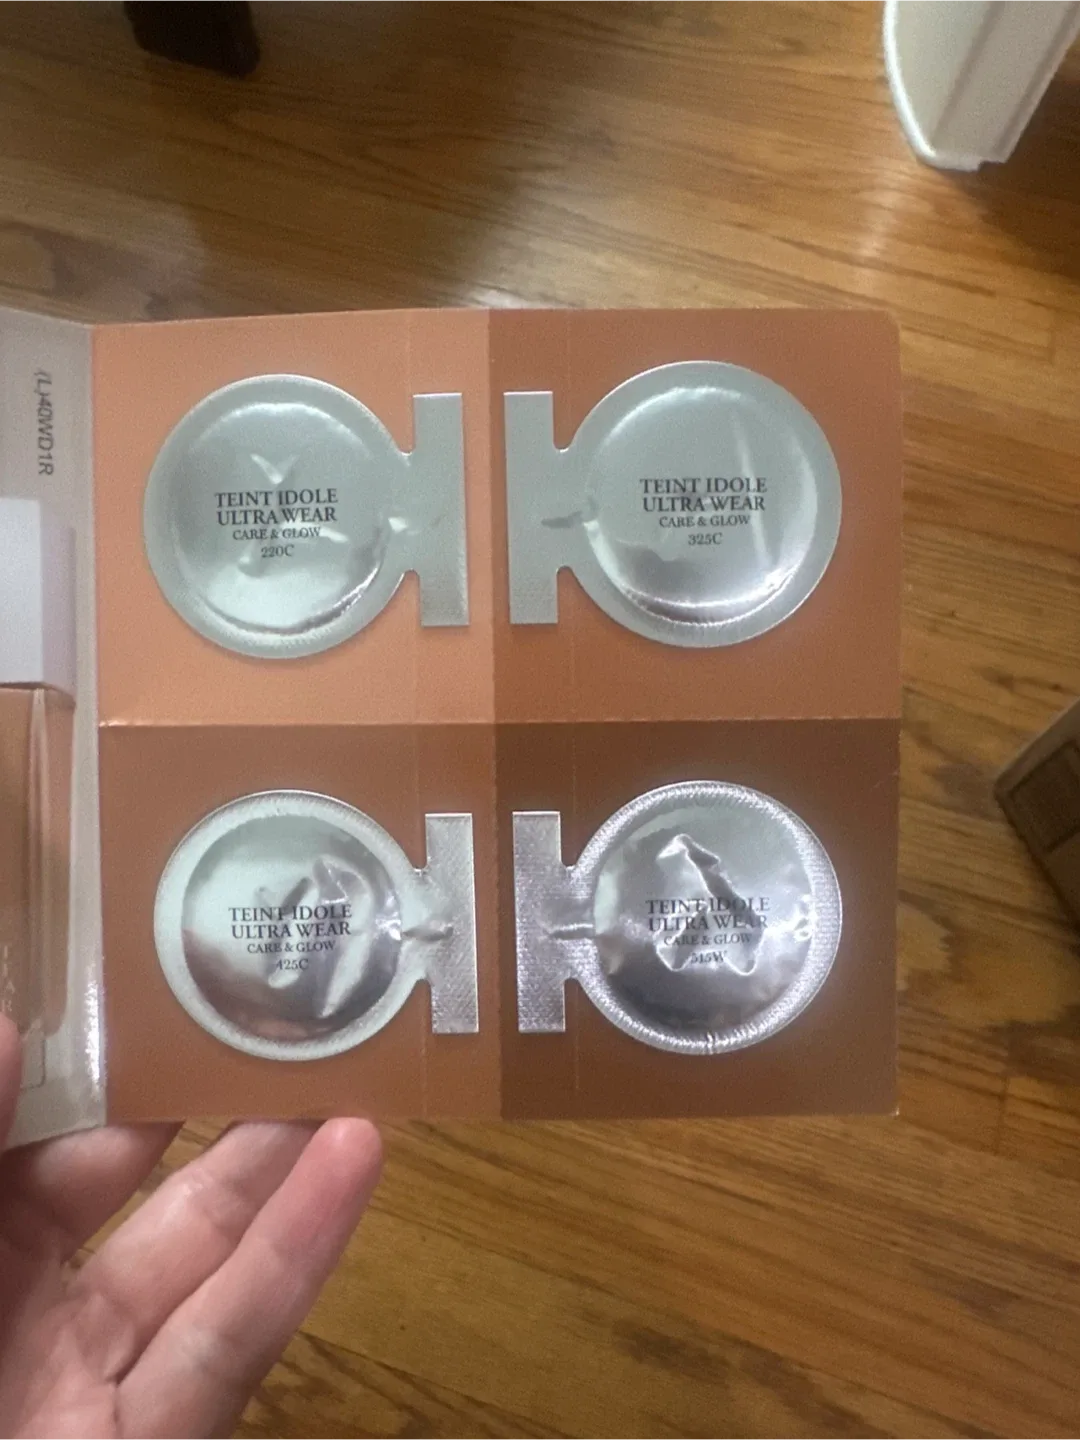 (L)40WD1R
TEINT IDOLE
ULTRA WEAR
CARE & GLOW
220C
TEINT IDOLE
ULTRA WEAR
CARE & GLOW
325C
TEINT IDOLE
ULTRA WEAR
CARE & GLOW
425C
TEINT IDOLE
ULTRA WEAR
CARE & GLOW
515W